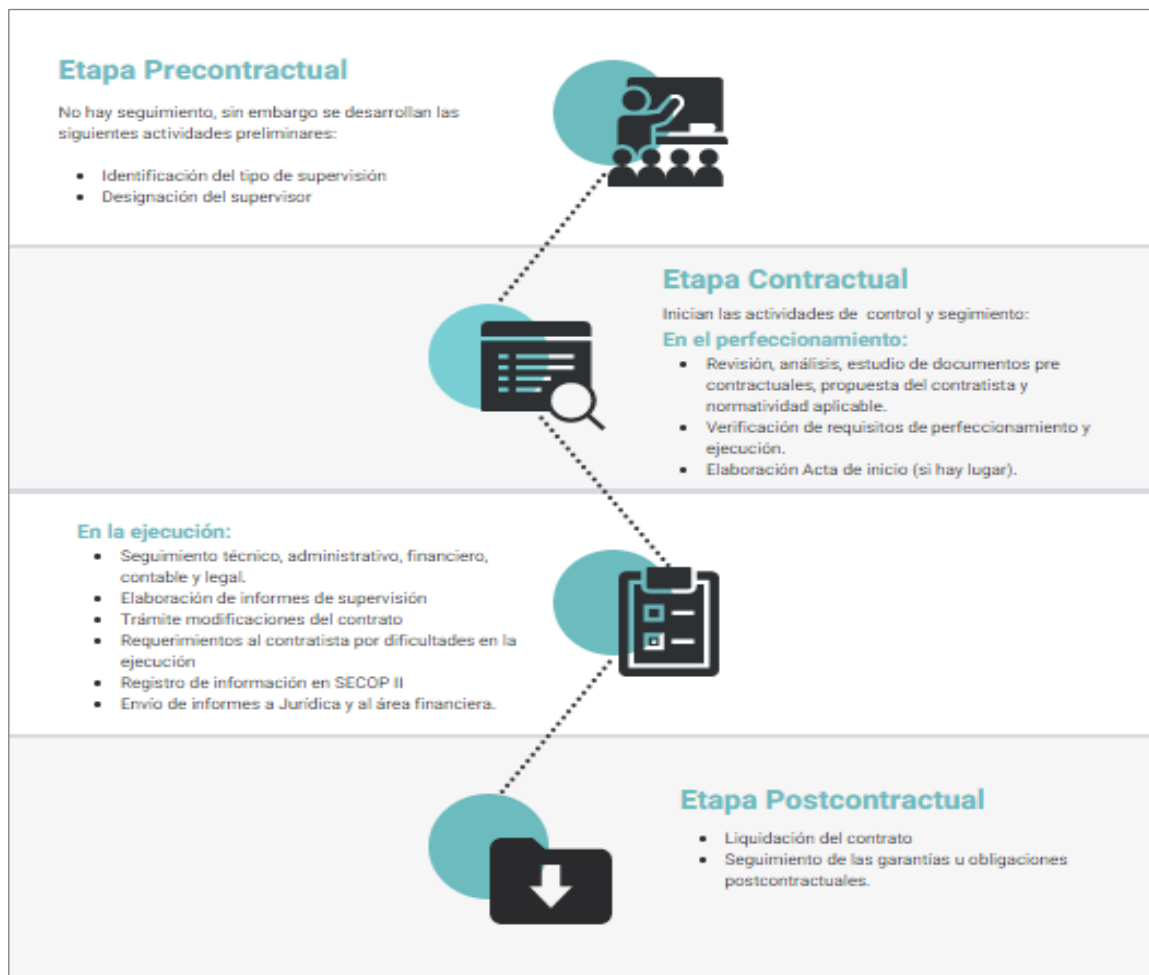 Etapa Precontractual
No hay seguimiento, sin embargo se desarrollan las
siguientes actividades preliminares:
• Identificación del tipo de supervisión
• Designación del supervisor
Etapa Contractual
Inician las actividades de control y segimiento:
En el perfeccionamiento:
• Revisión, análisis, estudio de documentos pre
contractuales, propuesta del contratista y
normatividad aplicable.
• Verificación de requisitos de perfeccionamiento y
ejecución.
• Elaboración Acta de inicio (si hay lugar).
En la ejecución:
• Seguimiento técnico, administrativo, financiero,
contable y legal.
• Elaboración de informes de supervisión
• Trámite modificaciones del contrato
• Requerimientos al contratista por dificultades en la
ejecución
• Registro de información en SECOP II
• Envío de informes a Jurídica y al área financiera.
Etapa Postcontractual
• Liquidación del contrato
• Seguimiento de las garantías u obligaciones
postcontractuales.